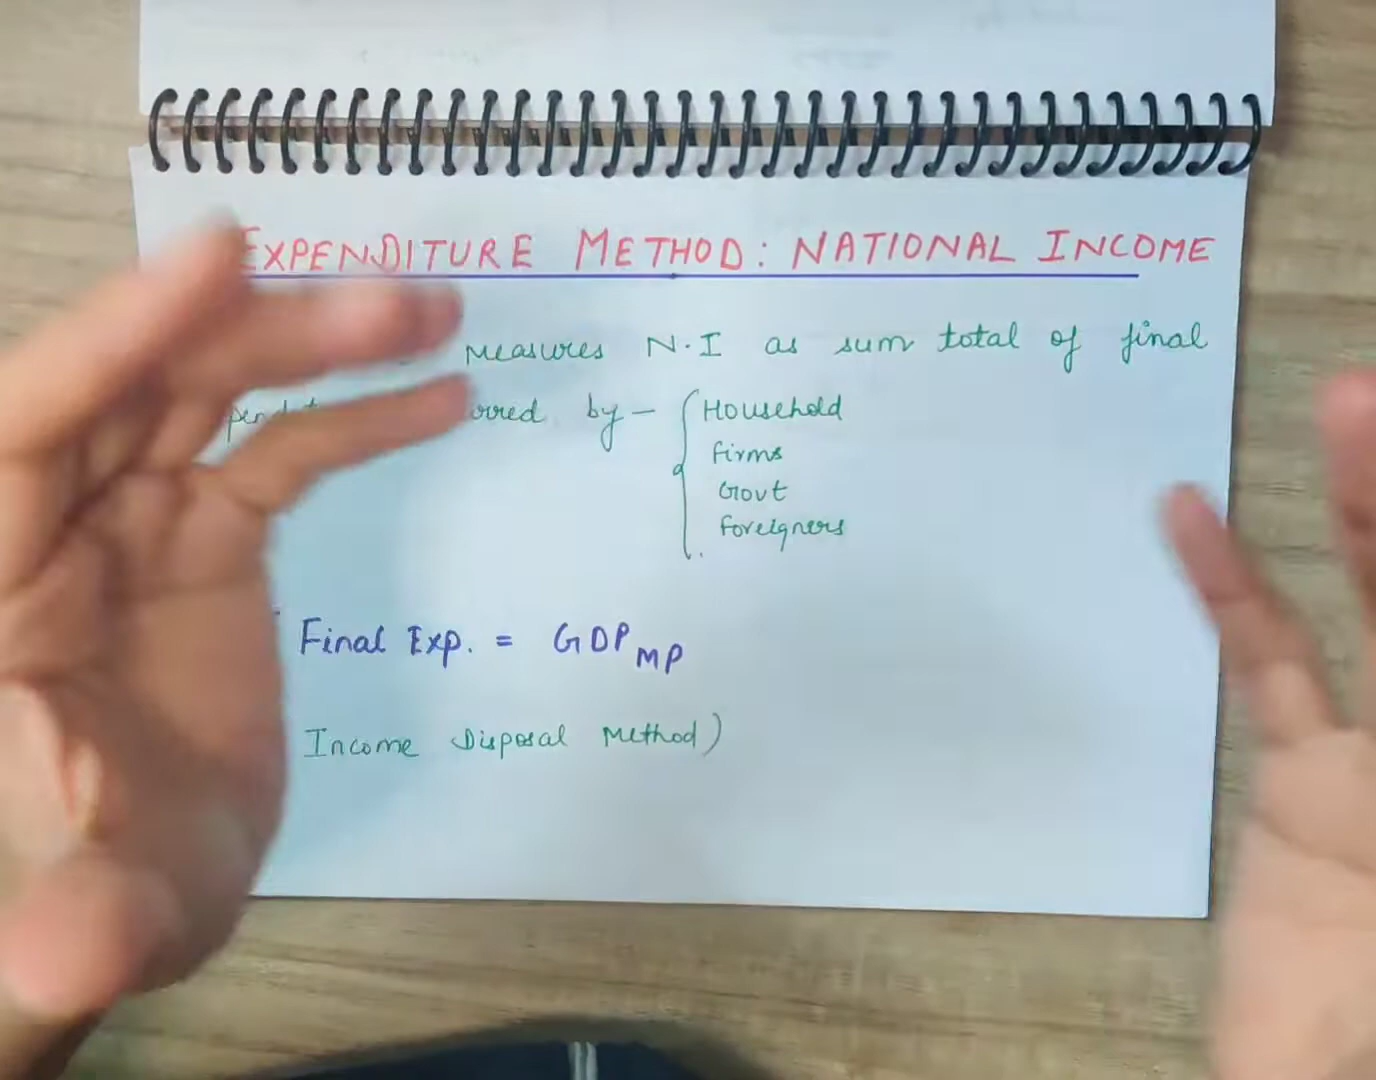 EXPENDITURE METHOD: NATIONAL INCOME
measures N.I as sum total of final
by - Household
Firms
Govt
Foreigners
Final Exp. = GDP MP
Income Disposal Method)